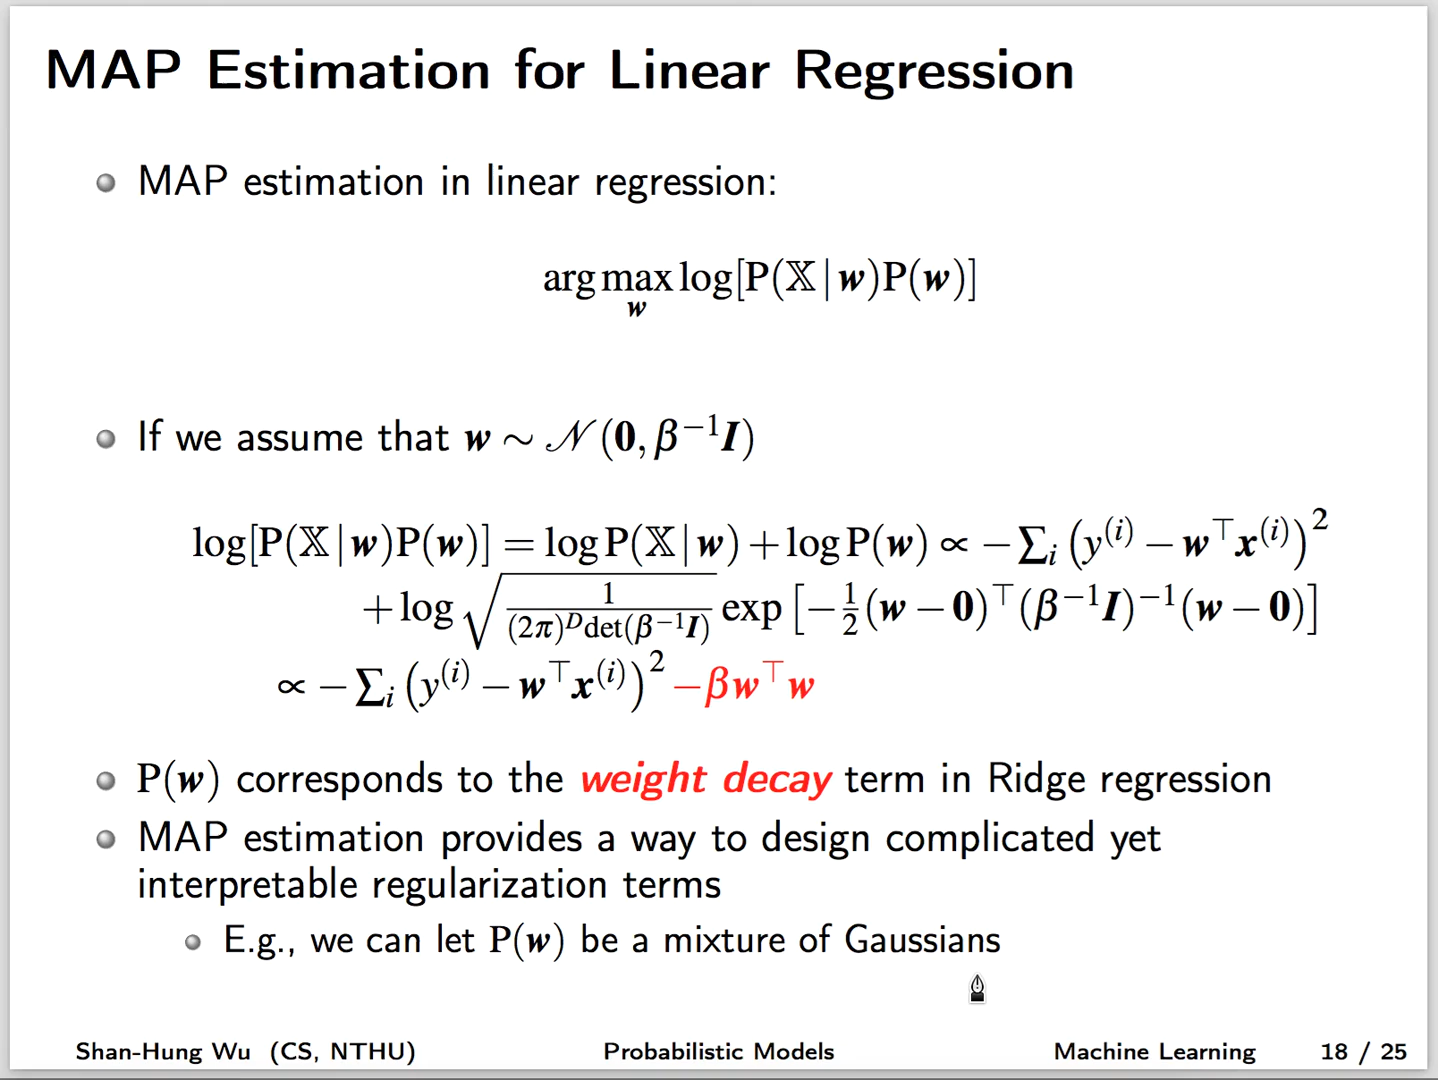 MAP Estimation for Linear Regression
MAP estimation in linear regression:
arg max log[P(𝕏 | w)P(w)]
w
If we assume that w ∼ 𝒩(0, β⁻¹I)
log[P(𝕏 | w)P(w)] = log P(𝕏 | w) + log P(w) ∝ −∑ᵢ (y⁽ⁱ⁾ − w⊤x⁽ⁱ⁾)²
+ log √(1/((2π)ᴰdet(β⁻¹I))) exp [−½(w − 0)⊤(β⁻¹I)⁻¹(w − 0)]
∝ −∑ᵢ (y⁽ⁱ⁾ − w⊤x⁽ⁱ⁾)² −βw⊤w
P(w) corresponds to the weight decay term in Ridge regression
MAP estimation provides a way to design complicated yet
interpretable regularization terms
E.g., we can let P(w) be a mixture of Gaussians
Shan-Hung Wu (CS, NTHU) Probabilistic Models Machine Learning 18 / 25